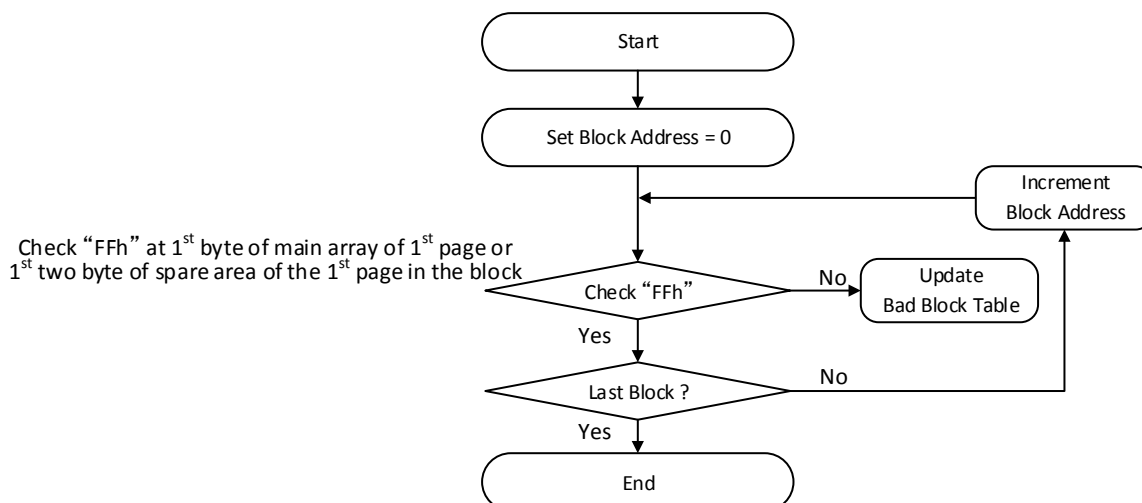 Start
Set Block Address = 0
Increment
Block Address
Check “FFh” at 1st byte of main array of 1st page or
1st two byte of spare area of the 1st page in the block
Check “FFh”
No
Update
Bad Block Table
Yes
Last Block ?
No
Yes
End